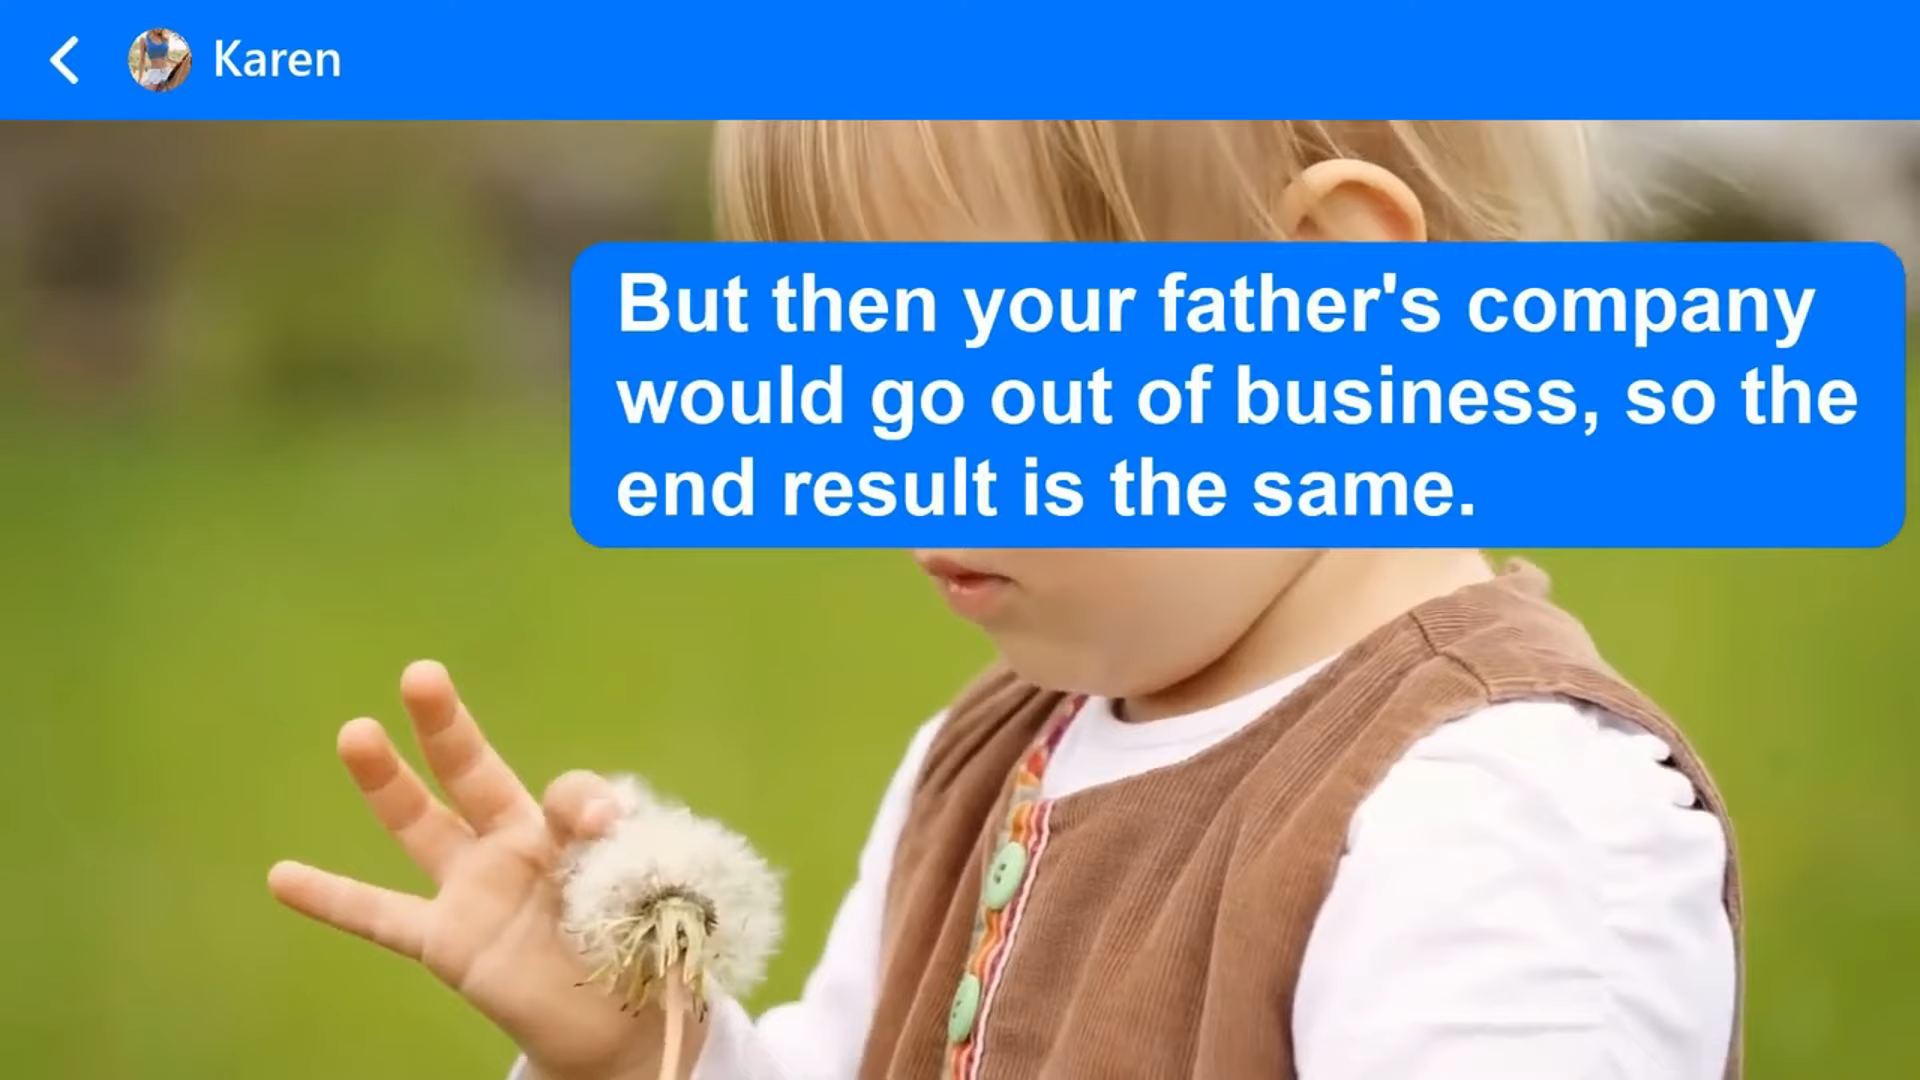 Karen
But then your father's company
would go out of business, so the
end result is the same.